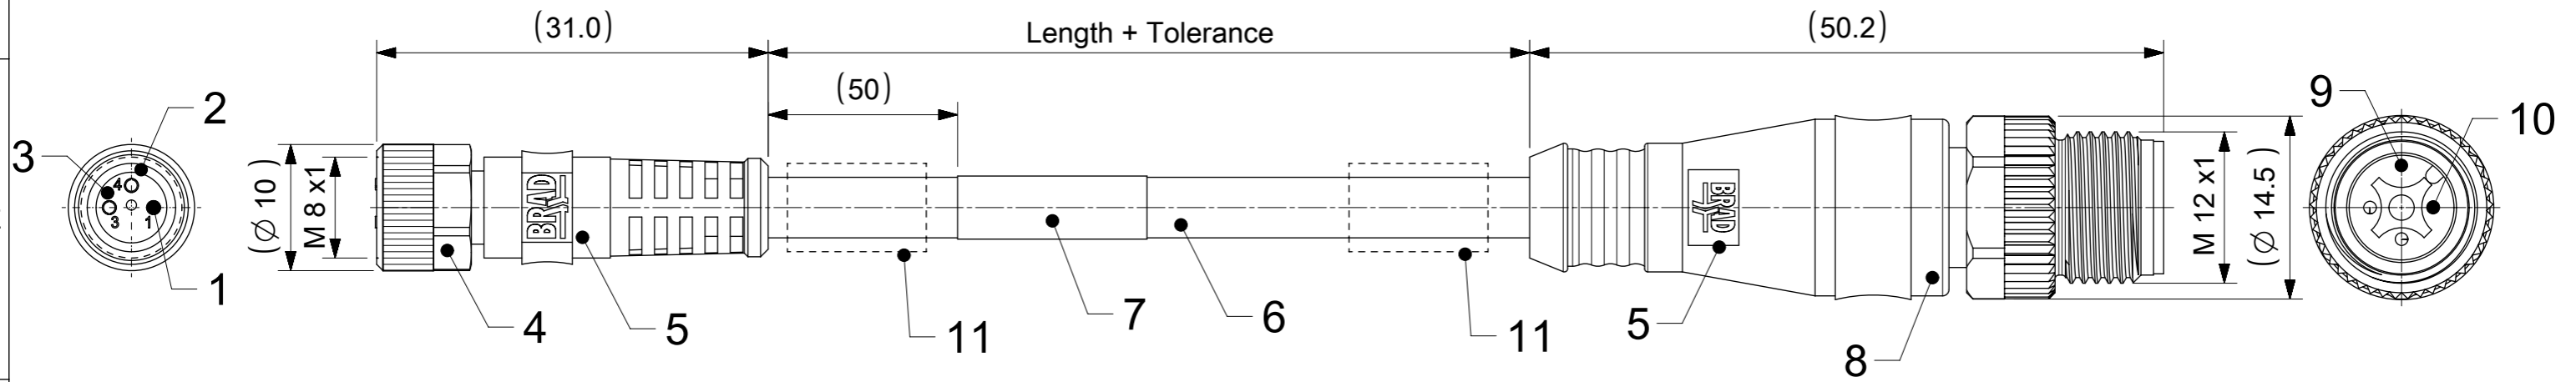 (31.0)
Length + Tolerance
(50.2)
(50)
2
3
4
3
1
1
(Ø 10)
M 8 x1
BRAD
4
5
11
7
6
11
BRAD
5
8
M 12 x1
(Ø 14.5)
9
10